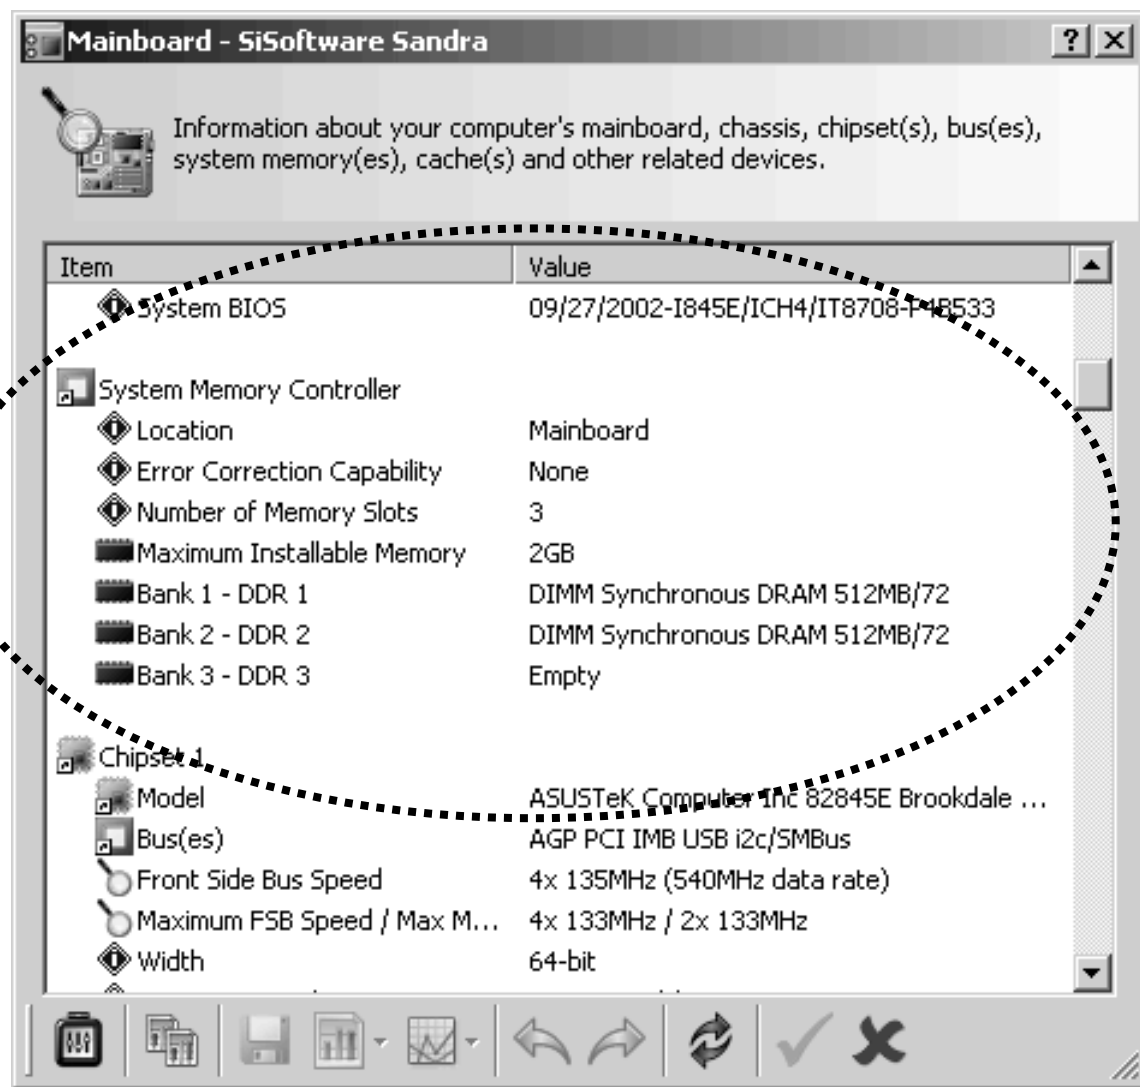 Mainboard - SiSoftware Sandra
Information about your computer's mainboard, chassis, chipset(s), bus(es),
system memory(es), cache(s) and other related devices.
Item Value
System BIOS 09/27/2002-I845E/ICH4/IT8708-P4B533
System Memory Controller
Location Mainboard
Error Correction Capability None
Number of Memory Slots 3
Maximum Installable Memory 2GB
Bank 1 - DDR 1 DIMM Synchronous DRAM 512MB/72
Bank 2 - DDR 2 DIMM Synchronous DRAM 512MB/72
Bank 3 - DDR 3 Empty
Chipset 1
Model ASUSTeK Computer Inc 82845E Brookdale ...
Bus(es) AGP PCI IMB USB i2c/SMBus
Front Side Bus Speed 4x 135MHz (540MHz data rate)
Maximum FSB Speed / Max M... 4x 133MHz / 2x 133MHz
Width 64-bit